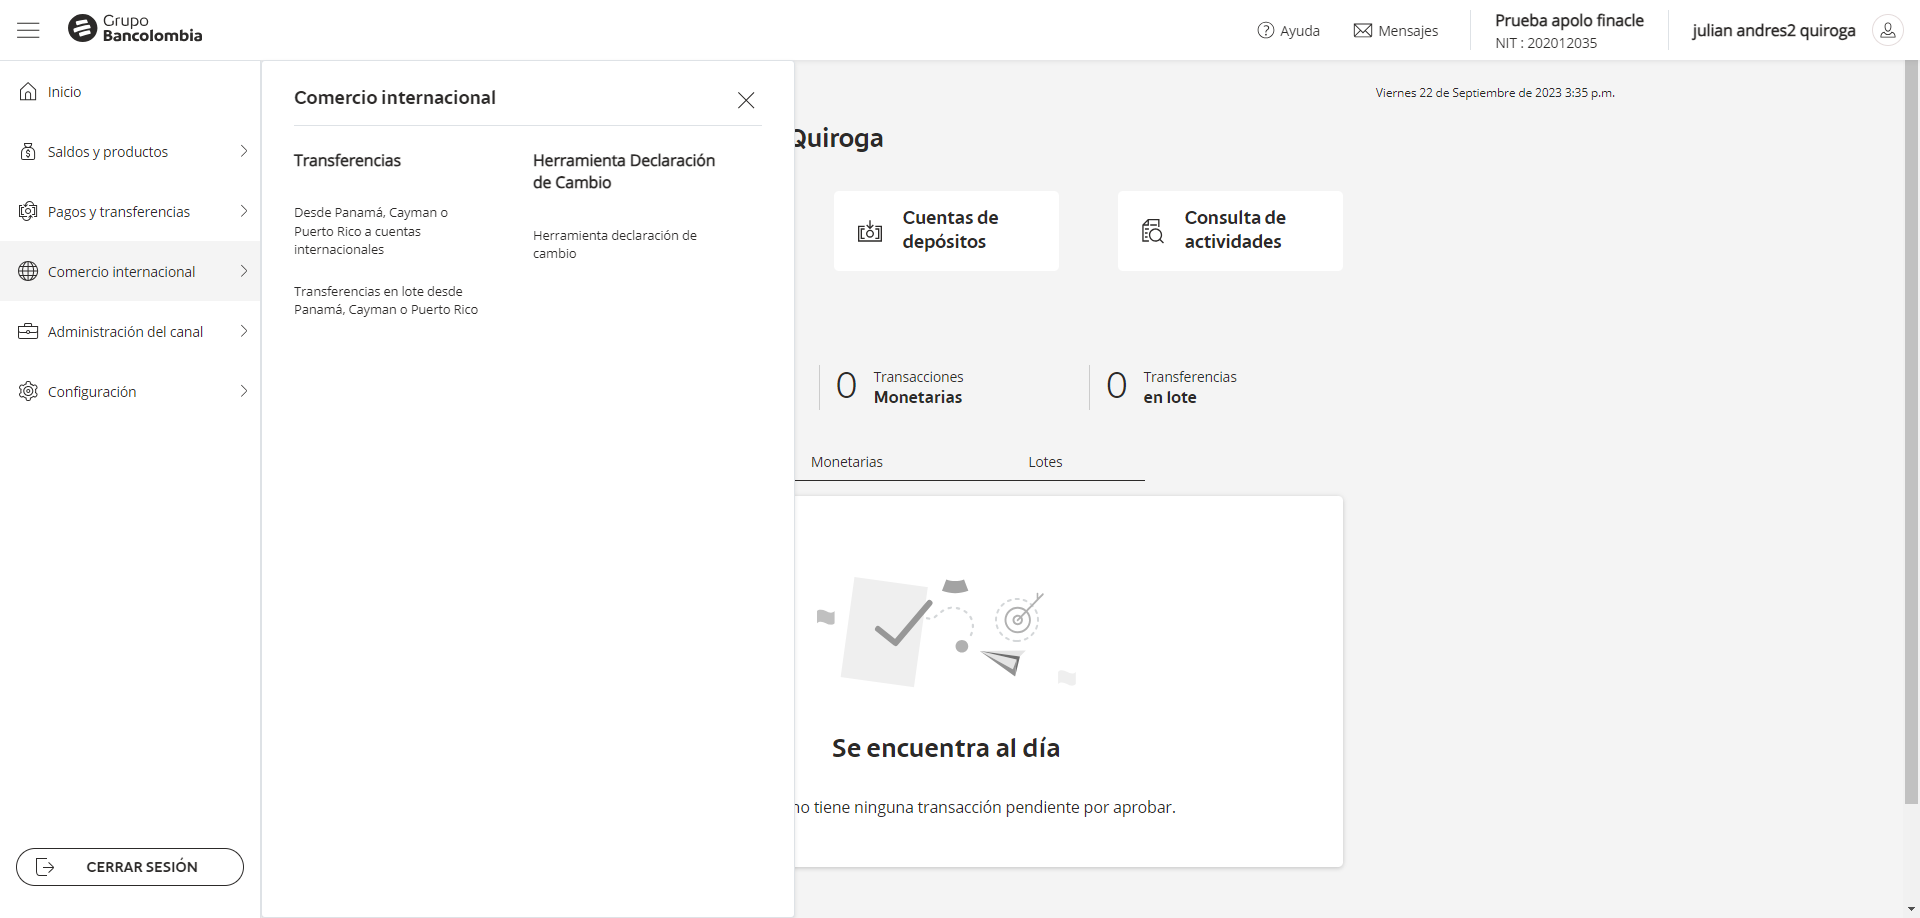 Grupo
Bancolombia
Ayuda
Mensajes
Prueba apolo finacle
NIT : 202012035
julian andres2 quiroga
Inicio
Saldos y productos
Pagos y transferencias
Comercio internacional
Administración del canal
Configuración
CERRAR SESIÓN
Comercio internacional
Transferencias
Desde Panamá, Cayman o
Puerto Rico a cuentas
internacionales
Transferencias en lote desde
Panamá, Cayman o Puerto Rico
Herramienta Declaración
de Cambio
Herramienta declaración de
cambio
Viernes 22 de Septiembre de 2023 3:35 p.m.
Quiroga
Cuentas de
depósitos
Consulta de
actividades
0 Transacciones
Monetarias
0 Transferencias
en lote
Monetarias
Lotes
Se encuentra al día
no tiene ninguna transacción pendiente por aprobar.